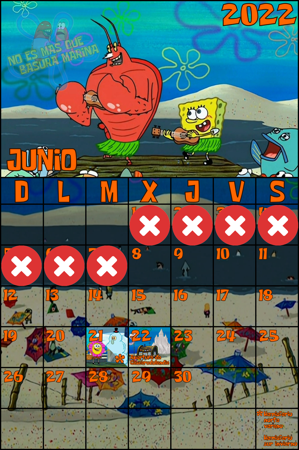 2022
NO ES MAS QUE
BASURA MARINA
JUNIO
D L M X J V S
8 9 10 11
12 13 14 15 16 17 18
19 20 21 22 23 24 25
26 27 28 29 30